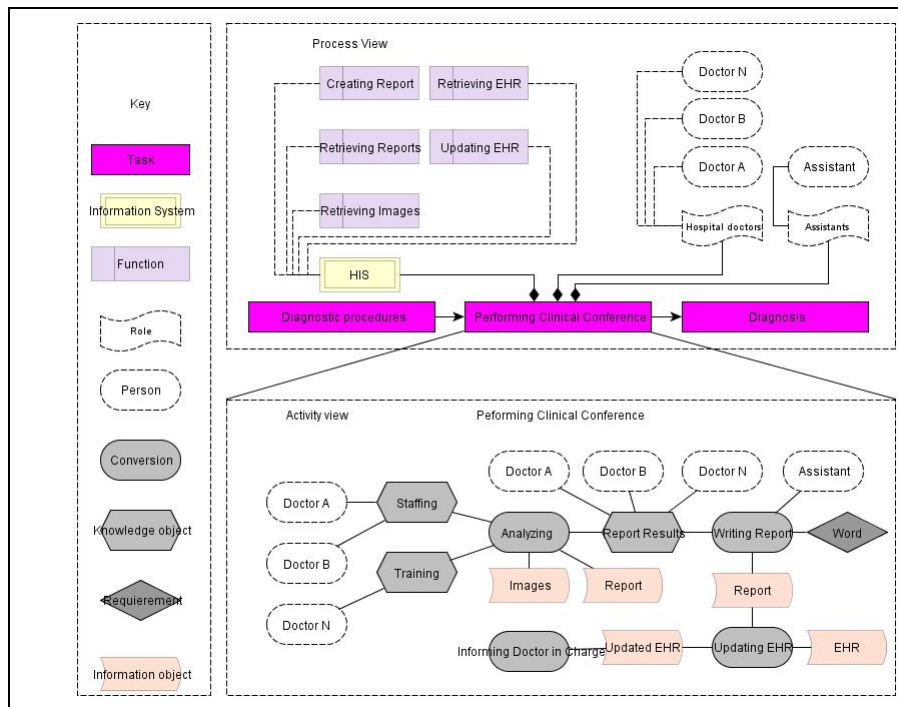 Key
Task
Information System
Function
Role
Person
Conversion
Knowledge object
Requierement
Information object
Process View
Creating Report
Retrieving EHR
Retrieving Reports
Updating EHR
Retrieving Images
HIS
Doctor N
Doctor B
Doctor A
Assistant
Hospital doctors
Assistants
Diagnostic procedures
Performing Clinical Conference
Diagnosis
Activity view
Peforming Clinical Conference
Doctor A
Doctor B
Doctor N
Assistant
Doctor A
Staffing
Analyzing
Report Results
Writing Report
Word
Doctor B
Training
Images
Report
Report
Doctor N
Informing Doctor in Charge
Updated EHR
Updating EHR
EHR